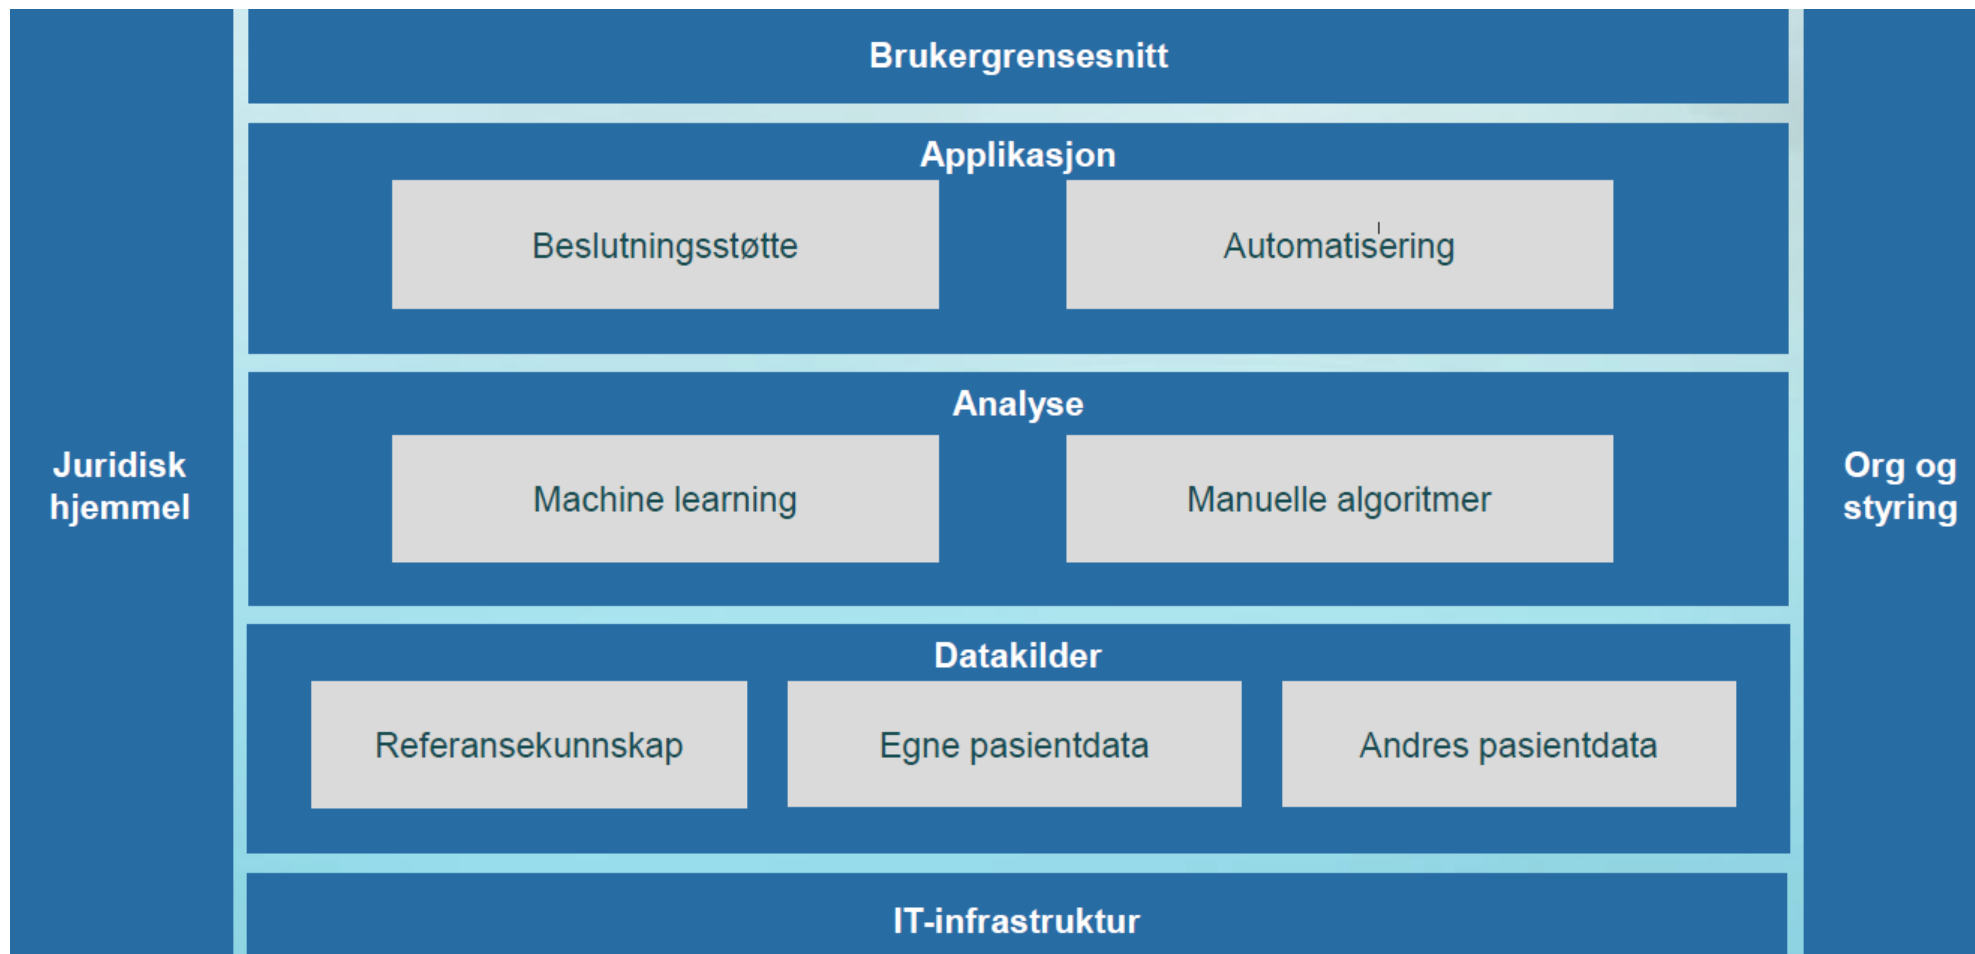 Brukergrensesnitt
Applikasjon
Beslutningsstøtte
Automatisering
Analyse
Machine learning
Manuelle algoritmer
Juridisk
hjemmel
Org og
styring
Datakilder
Referansekunnskap
Egne pasientdata
Andres pasientdata
IT-infrastruktur